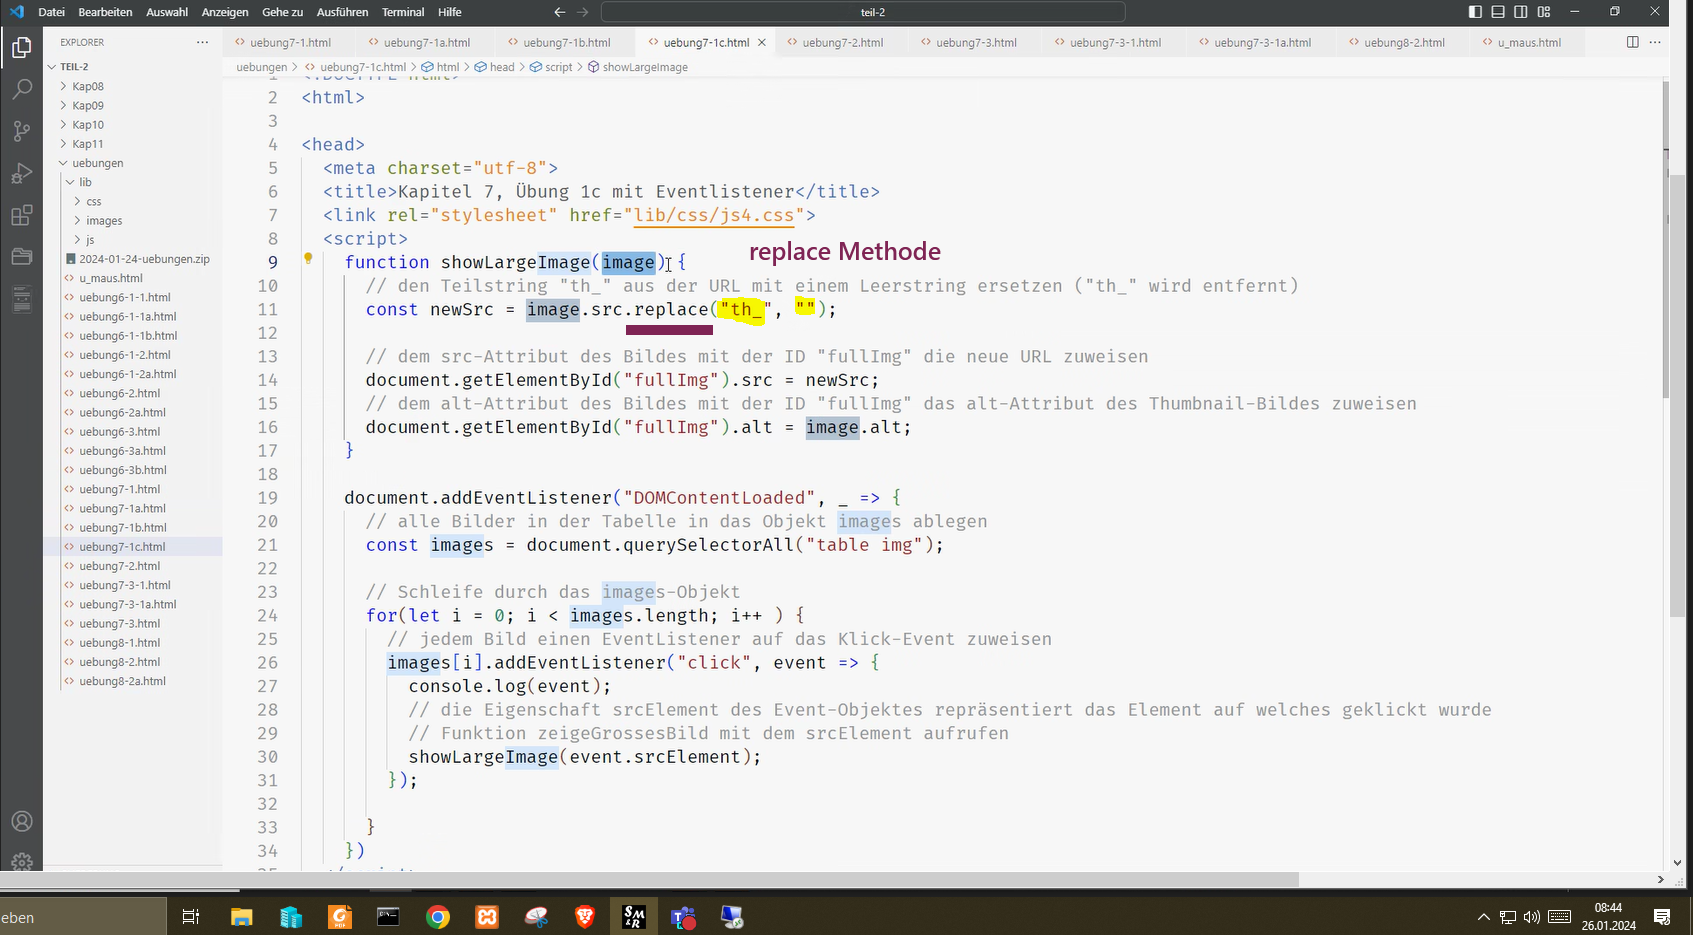 Datei Bearbeiten Auswahl Anzeigen Gehe zu Ausführen Terminal Hilfe
teil-2
EXPLORER
uebung7-1.html uebung7-1a.html uebung7-1b.html uebung7-1c.html uebung7-2.html uebung7-3.html uebung7-3-1.html uebung7-3-1a.html uebung8-2.html u_maus.html
uebungen > uebung7-1c.html > html > head > script > showLargeImage
TEIL-2
Kap08
Kap09
Kap10
Kap11
uebungen
lib
css
images
js
2024-01-24-uebungen.zip
u_maus.html
uebung6-1-1.html
uebung6-1-1a.html
uebung6-1-1b.html
uebung6-1-2.html
uebung6-1-2a.html
uebung6-2.html
uebung6-2a.html
uebung6-3.html
uebung6-3a.html
uebung6-3b.html
uebung7-1.html
uebung7-1a.html
uebung7-1b.html
uebung7-1c.html
uebung7-2.html
uebung7-3-1.html
uebung7-3-1a.html
uebung7-3.html
uebung8-1.html
uebung8-2.html
uebung8-2a.html
1 <!DOCTYPE html>
2 <html>
3
4 <head>
5 <meta charset="utf-8">
6 <title>Kapitel 7, Übung 1c mit Eventlistener</title>
7 <link rel="stylesheet" href="lib/css/js4.css">
8 <script>
replace Methode
9 function showLargeImage(image) {
10 // den Teilstring "th_" aus der URL mit einem Leerstring ersetzen ("th_" wird entfernt)
11 const newSrc = image.src.replace("th_", "");
12
13 // dem src-Attribut des Bildes mit der ID "fullImg" die neue URL zuweisen
14 document.getElementById("fullImg").src = newSrc;
15 // dem alt-Attribut des Bildes mit der ID "fullImg" das alt-Attribut des Thumbnail-Bildes zuweisen
16 document.getElementById("fullImg").alt = image.alt;
17 }
18
19 document.addEventListener("DOMContentLoaded", _ => {
20 // alle Bilder in der Tabelle in das Objekt images ablegen
21 const images = document.querySelectorAll("table img");
22
23 // Schleife durch das images-Objekt
24 for(let i = 0; i < images.length; i++ ) {
25 // jedem Bild einen EventListener auf das Klick-Event zuweisen
26 images[i].addEventListener("click", event => {
27 console.log(event);
28 // die Eigenschaft srcElement des Event-Objektes repräsentiert das Element auf welches geklickt wurde
29 // Funktion zeigeGrossesBild mit dem srcElement aufrufen
30 showLargeImage(event.srcElement);
31 });
32
33 }
34 })
eben
SM&R
08:44
26.01.2024